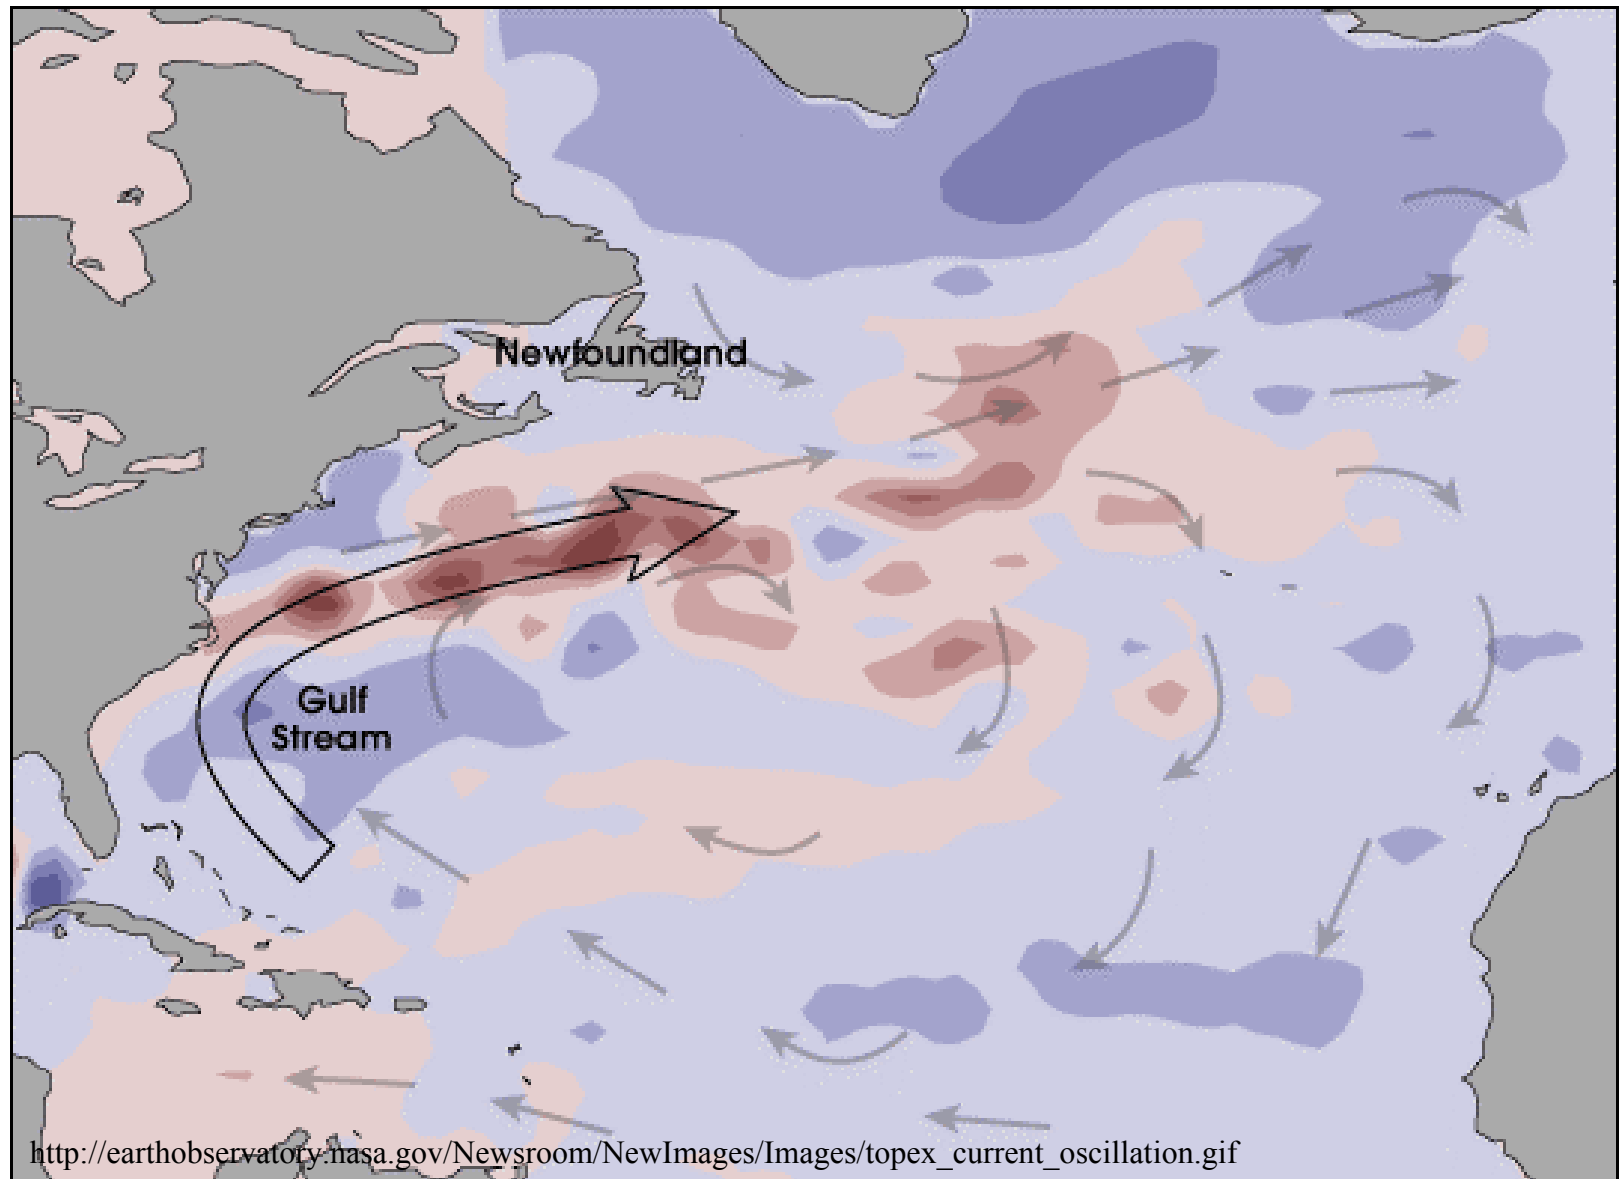 Newfoundland
Gulf
Stream
http://earthobservatory.nasa.gov/Newsroom/NewImages/Images/topex_current_oscillation.gif